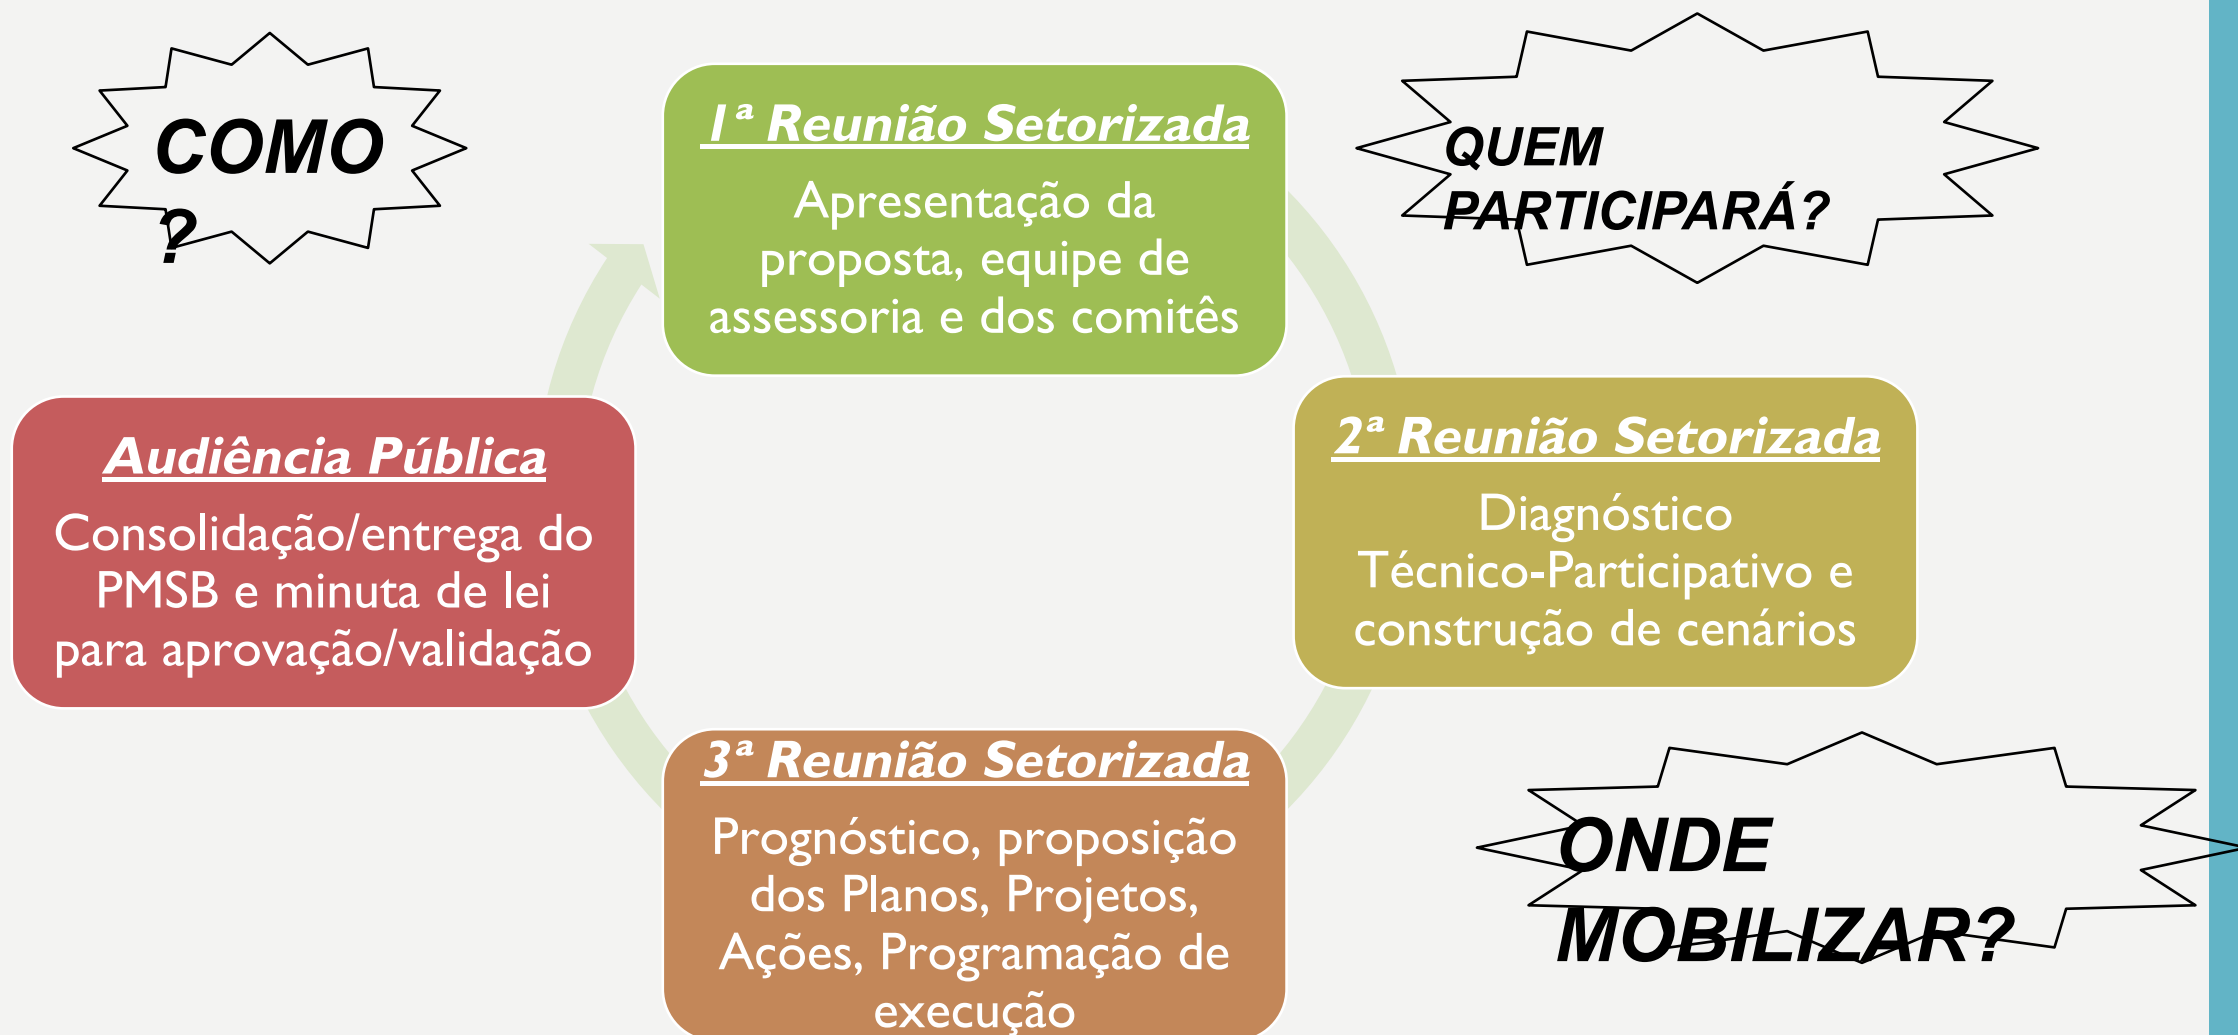 COMO
?
1ª Reunião Setorizada
Apresentação da
proposta, equipe de
assessoria e dos comitês
QUEM
PARTICIPARÁ?
2ª Reunião Setorizada
Diagnóstico
Técnico-Participativo e
construção de cenários
ONDE
MOBILIZAR?
3ª Reunião Setorizada
Prognóstico, proposição
dos Planos, Projetos,
Ações, Programação de
execução
Audiência Pública
Consolidação/entrega do
PMSB e minuta de lei
para aprovação/validação